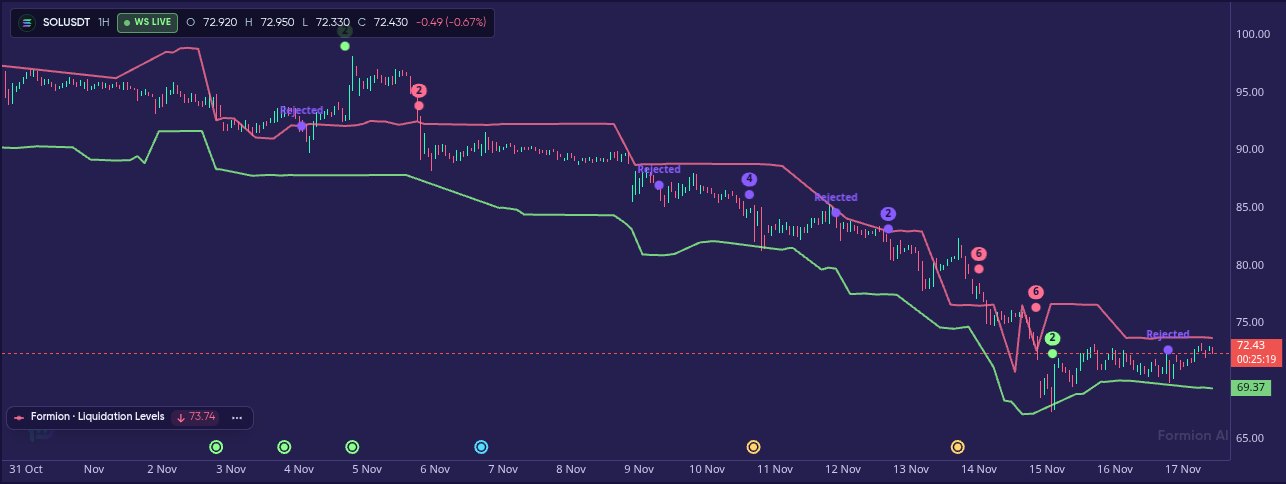 SOLUSDT 1H WS LIVE O 72.920 H 72.950 L 72.330 C 72.430 -0.49 (-0.67%)
100.00
2
2
95.00
Rejected
90.00
Rejected
4
Rejected
2
85.00
80.00
6
6
75.00
2
Rejected
72.43
00:25:19
69.37
Formion · Liquidation Levels 73.74 ...
Formion AI
65.00
31 Oct Nov 2 Nov 3 Nov 4 Nov 5 Nov 6 Nov 7 Nov 8 Nov 9 Nov 10 Nov 11 Nov 12 Nov 13 Nov 14 Nov 15 Nov 16 Nov 17 Nov